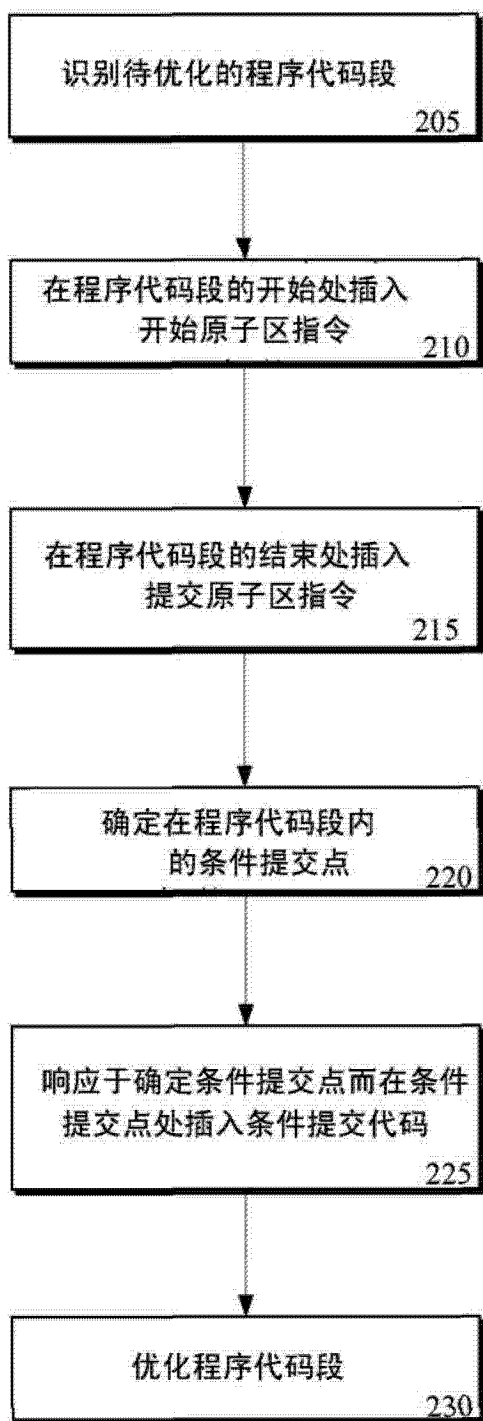 识别待优化的程序代码段
205
在程序代码段的开始处插入
开始原子区指令
210
在程序代码段的结束处插入
提交原子区指令
215
确定在程序代码段内
的条件提交点
220
响应于确定条件提交点而在条件
提交点处插入条件提交代码
225
优化程序代码段
230